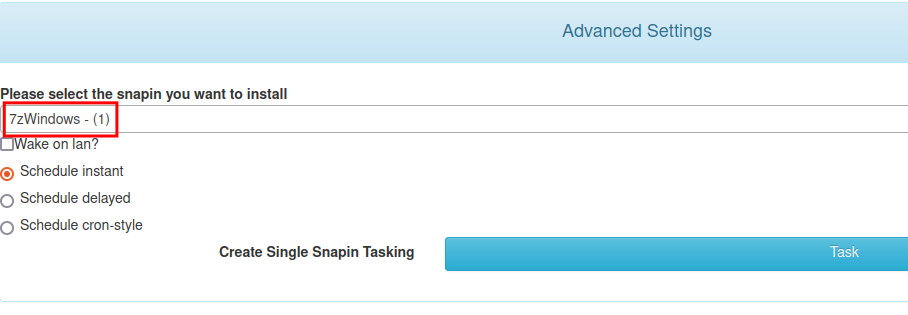 Advanced Settings
Please select the snapin you want to install
7zWindows - (1)
Wake on lan?
Schedule instant
Schedule delayed
Schedule cron-style
Create Single Snapin Tasking Task